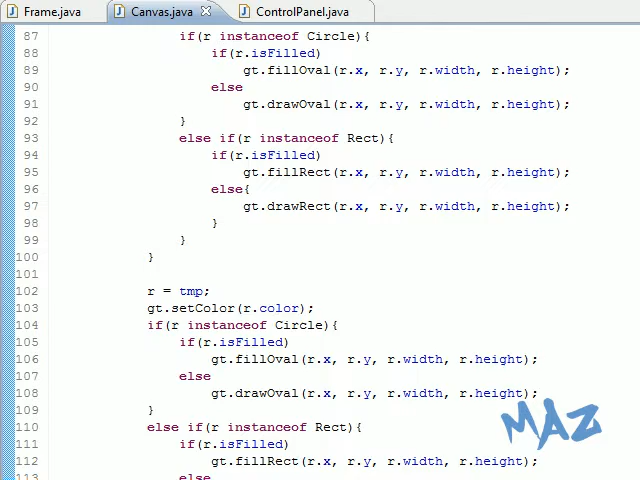 Frame.java Canvas.java ControlPanel.java
87 if(r instanceof Circle){
88 if(r.isFilled)
89 gt.fillOval(r.x, r.y, r.width, r.height);
90 else
91 gt.drawOval(r.x, r.y, r.width, r.height);
92 }
93 else if(r instanceof Rect){
94 if(r.isFilled)
95 gt.fillRect(r.x, r.y, r.width, r.height);
96 else{
97 gt.drawRect(r.x, r.y, r.width, r.height);
98 }
99 }
100 }
101
102 r = tmp;
103 gt.setColor(r.color);
104 if(r instanceof Circle){
105 if(r.isFilled)
106 gt.fillOval(r.x, r.y, r.width, r.height);
107 else
108 gt.drawOval(r.x, r.y, r.width, r.height);
109 }
110 else if(r instanceof Rect){
111 if(r.isFilled)
112 gt.fillRect(r.x, r.y, r.width, r.height);
113 else
MAZ